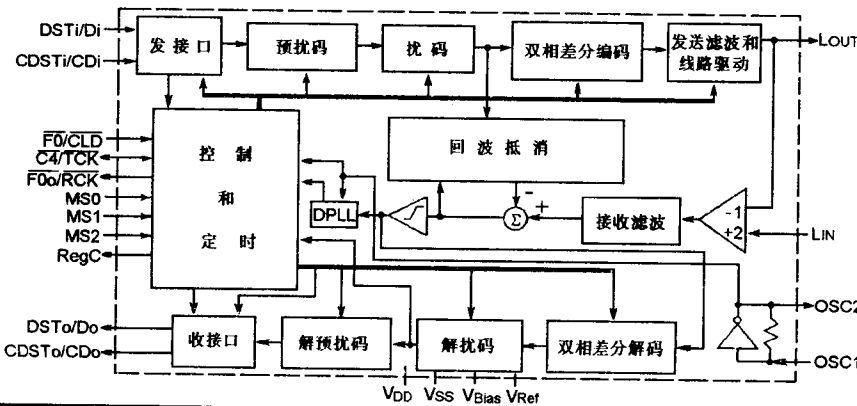 DSTi/Di
CDSTi/CDi
发接口
预扰码
扰码
双相差分编码
发送滤波和
线路驱动
LOUT
F0/CLD
C4/TCK
F0o/RCK
MS0
MS1
MS2
RegC
控制
和
定时
回波抵消
DPLL
Σ
-
+
接收滤波
-1
+2
LIN
OSC2
OSC1
DSTo/Do
CDSTo/CDo
收接口
解预扰码
解扰码
双相差分解码
VDD
VSS
VBias
VRef